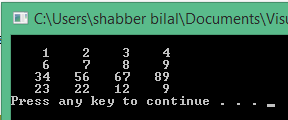 C:\Users\shabber bilal\Documents\Visu
1 2 3 4
6 7 8 9
34 56 67 89
23 22 12 9
Press any key to continue . . . _